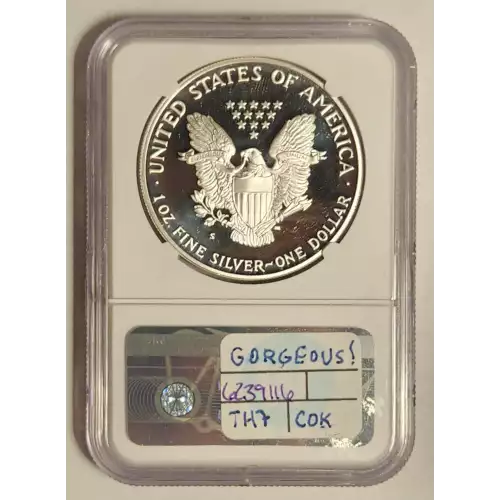 UNITED STATES OF AMERICA
S
1 OZ. FINE SILVER~ONE DOLLAR
GORGEOUS!
6239116
TH7 COK